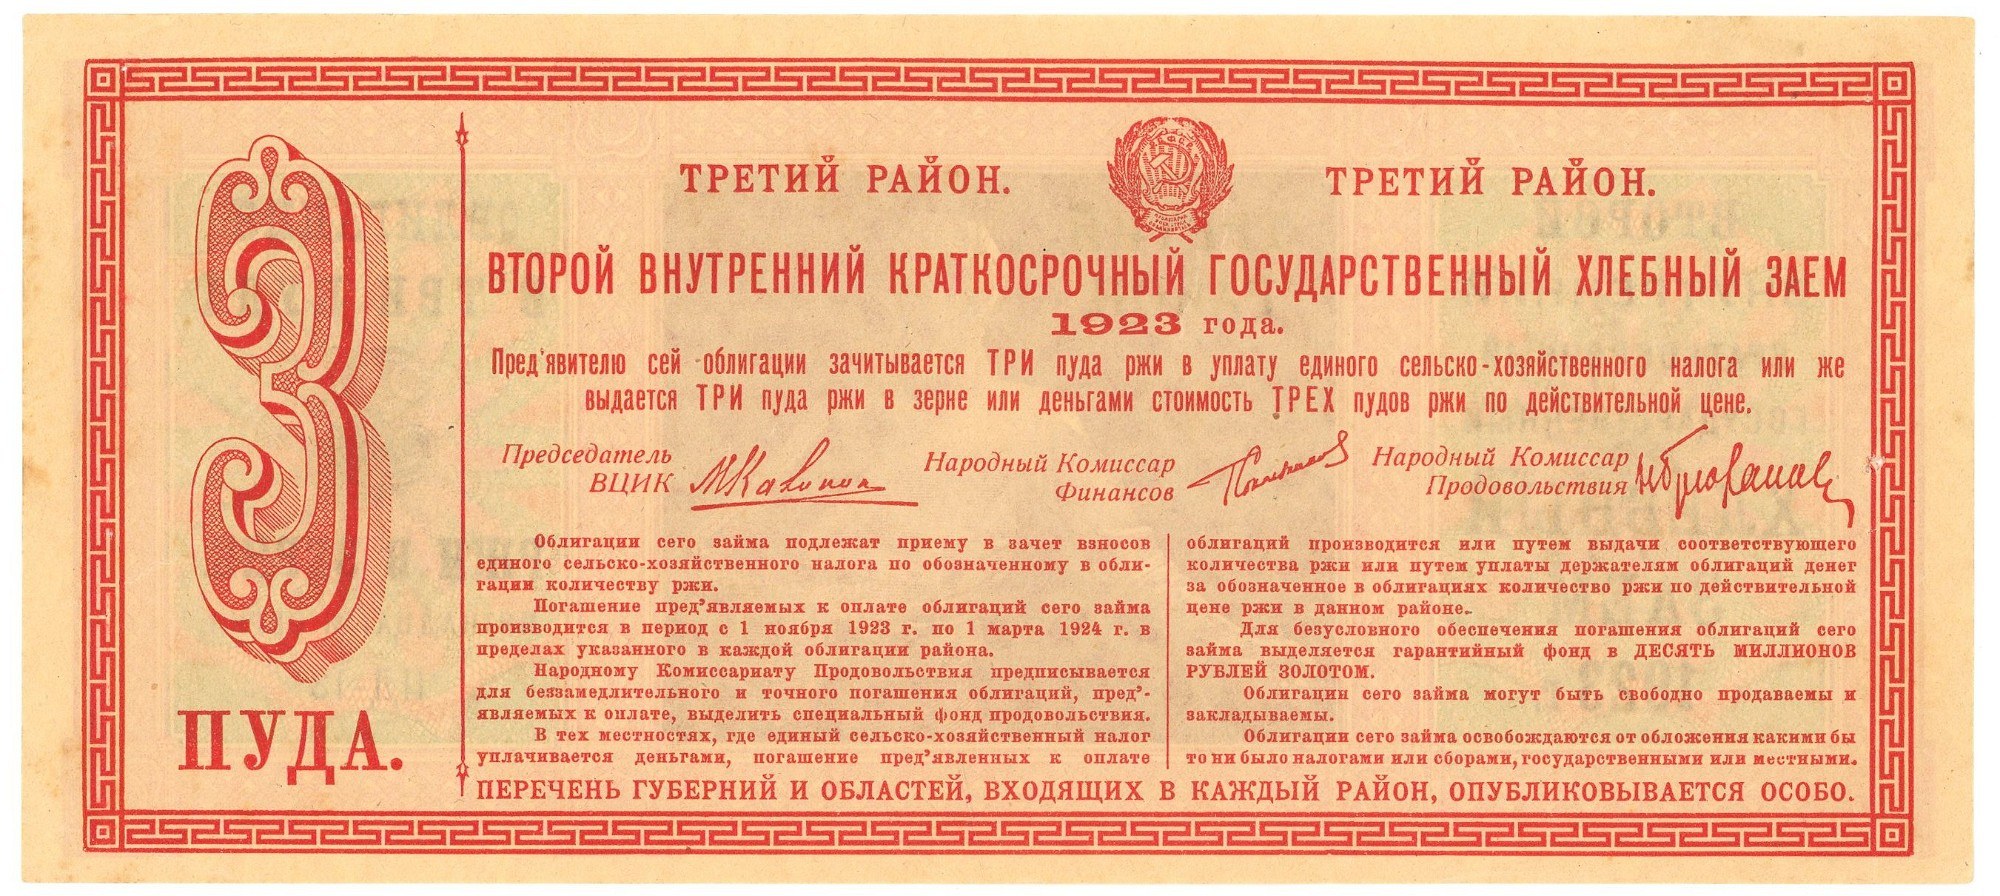 3
ПУДА.
ТРЕТИЙ РАЙОН.
Р.С.Ф.С.Р.
ТРЕТИЙ РАЙОН.
ВТОРОЙ ВНУТРЕННИЙ КРАТКОСРОЧНЫЙ ГОСУДАРСТВЕННЫЙ ХЛЕБНЫЙ ЗАЕМ
1923 года.
Пред'явителю сей облигации зачитывается ТРИ пуда ржи в уплату единого сельско-хозяйственного налога или же
выдается ТРИ пуда ржи в зерне или деньгами стоимость ТРЕХ пудов ржи по действительной цене.
Председатель
ВЦИК
Народный Комиссар
Финансов
Народный Комиссар
Продовольствия
Облигации сего займа подлежат приему в зачет взносов
единого сельско-хозяйственного налога по обозначенному в обли-
гации количеству ржи.
Погашение пред'являемых к оплате облигаций сего займа
производится в период с 1 ноября 1923 г. по 1 марта 1924 г. в
пределах указанного в каждой облигации района.
Народному Комиссариату Продовольствия предписывается
для беззамедлительного и точного погашения облигаций, пред'-
являемых к оплате, выделить специальный фонд продовольствия.
В тех местностях, где единый сельско-хозяйственный налог
уплачивается деньгами, погашение пред'явленных к оплате
облигаций производится или путем выдачи соответствующего
количества ржи или путем уплаты держателям облигаций денег
за обозначенное в облигациях количество ржи по действительной
цене ржи в данном районе.
Для безусловного обеспечения погашения облигаций сего
займа выделяется гарантийный фонд в ДЕСЯТЬ МИЛЛИОНОВ
РУБЛЕЙ ЗОЛОТОМ.
Облигации сего займа могут быть свободно продаваемы и
закладываемы.
Облигации сего займа освобождаются от обложения какими бы
то ни было налогами или сборами, государственными или местными.
ПЕРЕЧЕНЬ ГУБЕРНИЙ И ОБЛАСТЕЙ, ВХОДЯЩИХ В КАЖДЫЙ РАЙОН, ОПУБЛИКОВЫВАЕТСЯ ОСОБО.